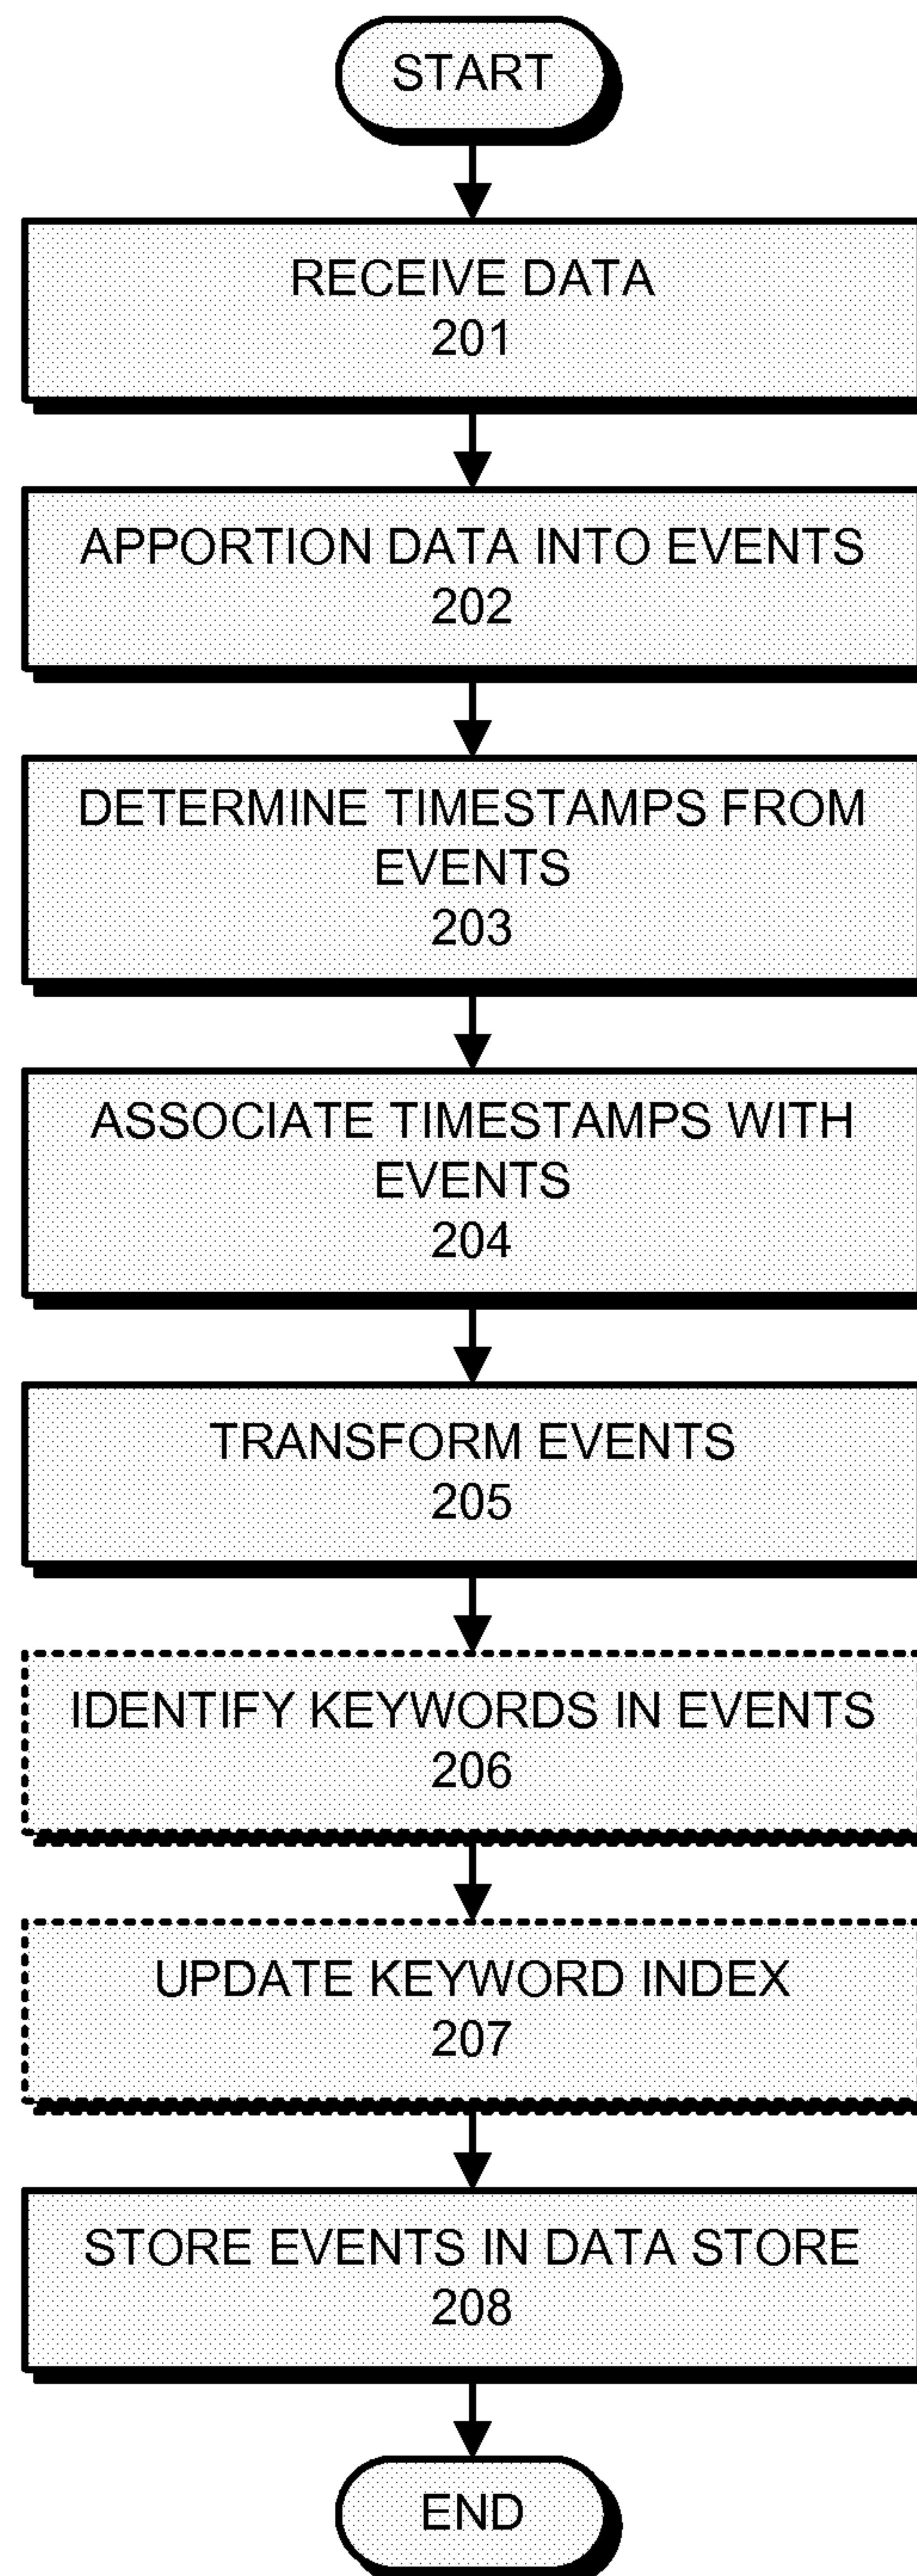 START
RECEIVE DATA
201
APPORTION DATA INTO EVENTS
202
DETERMINE TIMESTAMPS FROM
EVENTS
203
ASSOCIATE TIMESTAMPS WITH
EVENTS
204
TRANSFORM EVENTS
205
IDENTIFY KEYWORDS IN EVENTS
206
UPDATE KEYWORD INDEX
207
STORE EVENTS IN DATA STORE
208
END